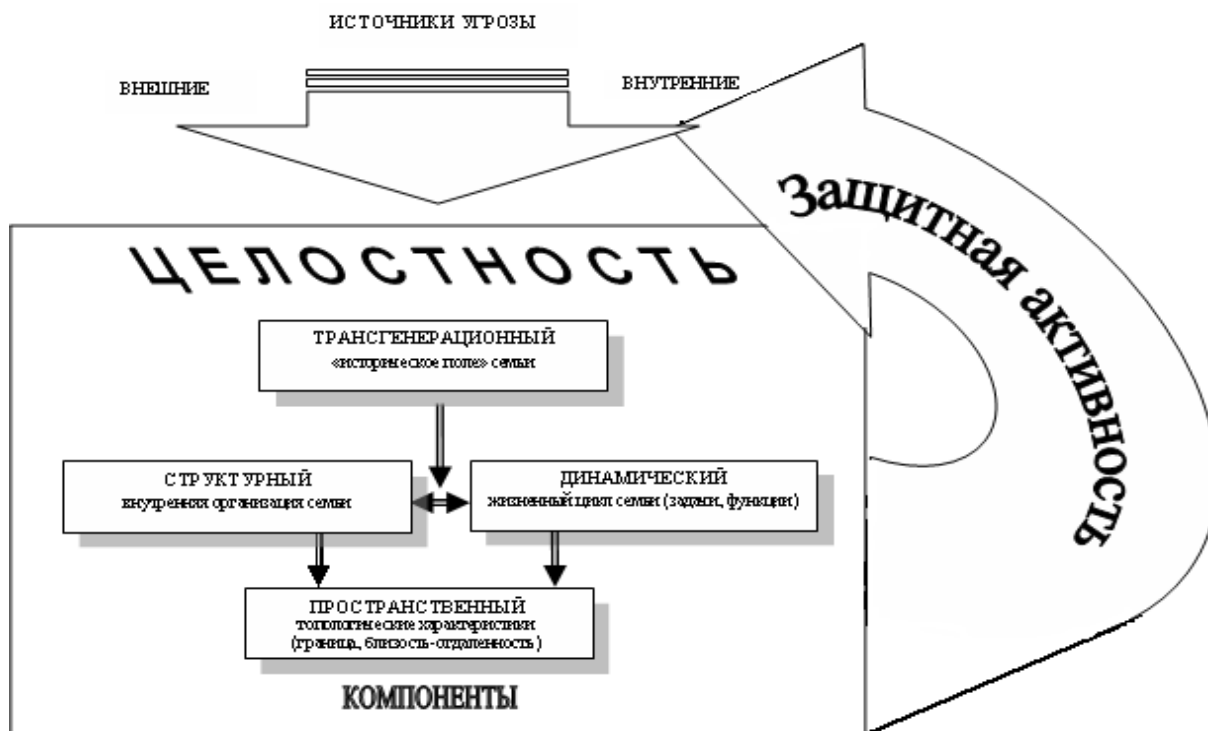 ИСТОЧНИКИ УГРОЗЫ
ВНЕШНИЕ
ВНУТРЕННИЕ
Защитная активность
ЦЕЛОСТНОСТЬ
ТРАНСГЕНЕРАЦИОННЫЙ
«историческое поле» семьи
СТРУКТУРНЫЙ
внутренняя организация семьи
ДИНАМИЧЕСКИЙ
жизненный цикл семьи (задачи, функции)
ПРОСТРАНСТВЕННЫЙ
топологические характеристики
(граница, близость-отдаленность)
КОМПОНЕНТЫ